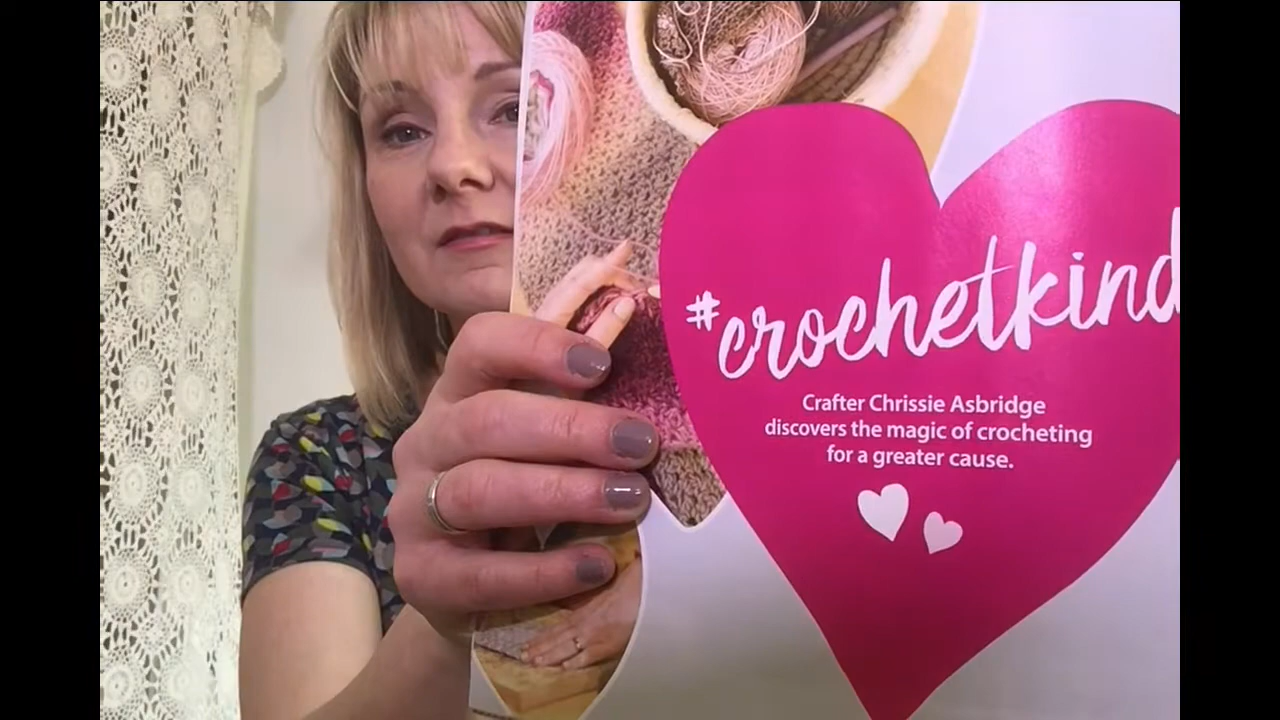 #crochetkind
Crafter Chrissie Asbridge
discovers the magic of crocheting
for a greater cause.